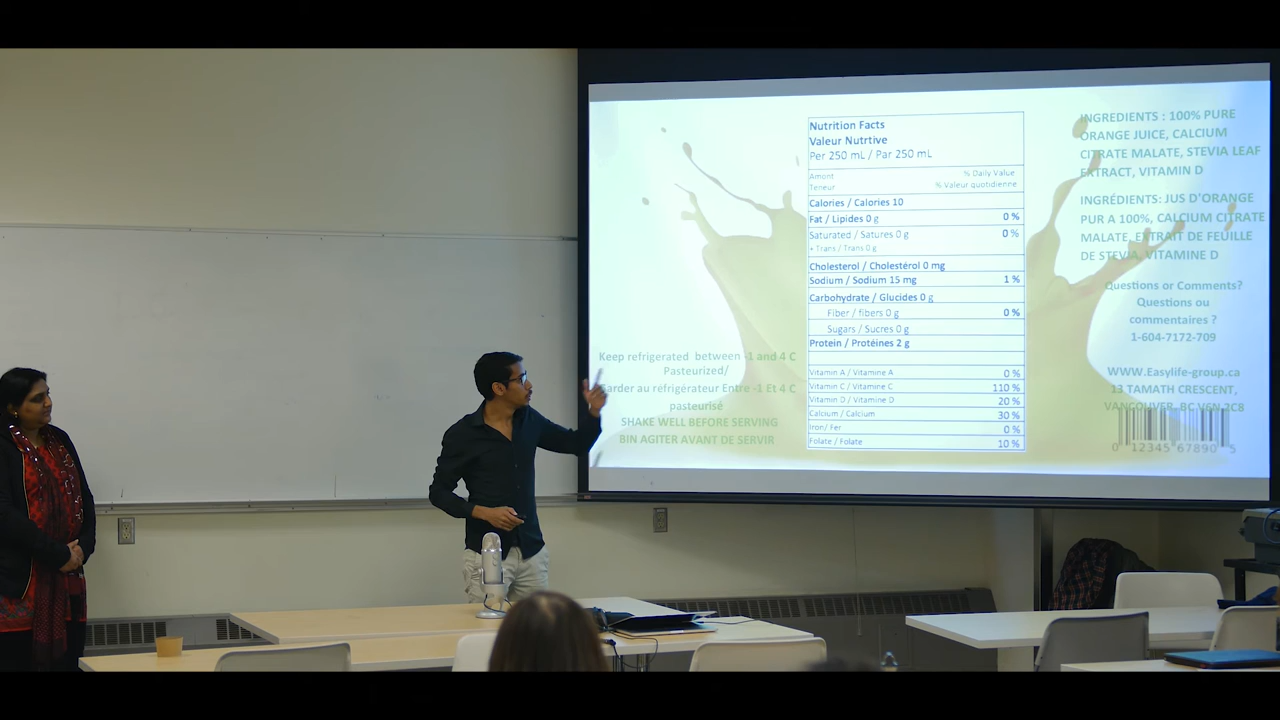 Keep refrigerated between -1 and 4 C
Pasteurized/
Garder au refrigérateur Entre -1 Et 4 C
pasteurisé
SHAKE WELL BEFORE SERVING
BIN AGITER AVANT DE SERVIR
Nutrition Facts
Valeur Nutrtive
Per 250 mL / Par 250 mL
Amont % Daily Value
Teneur % Valeur quotidienne
Calories / Calories 10
Fat / Lipides 0 g 0 %
Saturated / Satures 0 g 0 %
+ Trans / Trans 0 g
Cholesterol / Cholestérol 0 mg
Sodium / Sodium 15 mg 1 %
Carbohydrate / Glucides 0 g
Fiber / fibers 0 g 0 %
Sugars / Sucres 0 g
Protein / Protéines 2 g
Vitamin A / Vitamine A 0 %
Vitamin C / Vitamine C 110 %
Vitamin D / Vitamine D 20 %
Calcium / Calcium 30 %
Iron/ Fer 0 %
Folate / Folate 10 %
INGREDIENTS : 100% PURE
ORANGE JUICE, CALCIUM
CITRATE MALATE, STEVIA LEAF
EXTRACT, VITAMIN D
INGRÉDIENTS: JUS D'ORANGE
PUR A 100%, CALCIUM CITRATE
MALATE, EXTRAIT DE FEUILLE
DE STEVIA, VITAMINE D
Questions or Comments?
Questions ou
commentaires ?
1-604-7172-709
WWW.Easylife-group.ca
13 TAMATH CRESCENT,
VANCOUVER, BC V6N 2C8
0 12345 67890 5